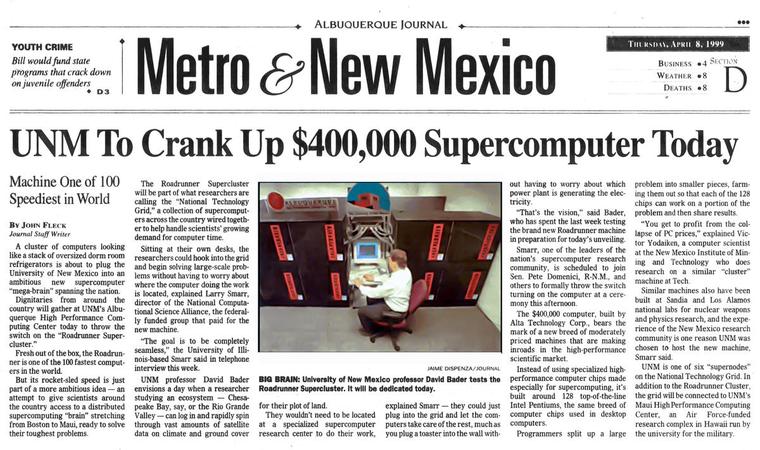 ALBUQUERQUE JOURNAL
YOUTH CRIME
Bill would fund state
programs that crack down
on juvenile offenders
D3
Metro & New Mexico
THURSDAY, APRIL 8, 1999
BUSINESS •4
WEATHER •8
DEATHS •8
SECTION
D
UNM To Crank Up $400,000 Supercomputer Today
Machine One of 100
Speediest in World
BY JOHN FLECK
Journal Staff Writer
A cluster of computers looking
like a stack of oversized dorm room
refrigerators is about to plug the
University of New Mexico into an
ambitious new supercomputer
"mega-brain" spanning the nation.
Dignitaries from around the
country will gather at UNM's Albu-
querque High Performance Com-
puting Center today to throw the
switch on the "Roadrunner Super-
cluster."
Fresh out of the box, the Roadrun-
ner is one of the 100 fastest comput-
ers in the world.
But its rocket-sled speed is just
part of a more ambitious idea — an
attempt to give scientists around
the country access to a distributed
supercomputing "brain" stretching
from Boston to Maui, ready to solve
their toughest problems.
The Roadrunner Supercluster
will be part of what researchers are
calling the "National Technology
Grid," a collection of supercomput-
ers across the country wired togeth-
er to help handle scientists' growing
demand for computer time.
Sitting at their own desks, the
researchers could hook into the grid
and begin solving large-scale prob-
lems without having to worry about
where the computer doing the work
is located, explained Larry Smarr,
director of the National Computa-
tional Science Alliance, the federal-
ly funded group that paid for the
new machine.
"The goal is to be completely
seamless," the University of Illi-
nois-based Smarr said in telephone
interview this week.
UNM professor David Bader
envisions a day when a researcher
studying an ecosystem — Chesa-
peake Bay, say, or the Rio Grande
Valley — can log in and rapidly spin
through vast amounts of satellite
data on climate and ground cover
JAIME DISPENZA/JOURNAL
BIG BRAIN: University of New Mexico professor David Bader tests the
Roadrunner Supercluster. It will be dedicated today.
for their plot of land.
They wouldn't need to be located
at a specialized supercomputer
research center to do their work,
explained Smarr — they could just
plug into the grid and let the com-
puters take care of the rest, much as
you plug a toaster into the wall with-
out having to worry about which
power plant is generating the elec-
tricity.
"That's the vision," said Bader,
who has spent the last week testing
the brand new Roadrunner machine
in preparation for today's unveiling.
Smarr, one of the leaders of the
nation's supercomputer research
community, is scheduled to join
Sen. Pete Domenici, R-N.M., and
others to formally throw the switch
turning on the computer at a cere-
mony this afternoon.
The $400,000 computer, built by
Alta Technology Corp., bears the
mark of a new breed of moderately
priced machines that are making
inroads in the high-performance
scientific market.
Instead of using specialized high-
performance computer chips made
especially for supercomputing, it's
built around 128 top-of-the-line
Intel Pentiums, the same breed of
computer chips used in desktop
computers.
Programmers split up a large
problem into smaller pieces, farm-
ing them out so that each of the 128
chips can work on a portion of the
problem and then share results.
"You get to profit from the col-
lapse of PC prices," explained Vic-
tor Yodaiken, a computer scientist
at the New Mexico Institute of Min-
ing and Technology who does
research on a similar "cluster"
machine at Tech.
Similar machines also have been
built at Sandia and Los Alamos
national labs for nuclear weapons
and physics research, and the expe-
rience of the New Mexico research
community is one reason UNM was
chosen to host the new machine,
Smarr said.
UNM is one of six "supernodes"
on the National Technology Grid. In
addition to the Roadrunner Cluster,
the grid will be connected to UNM's
Maui High Performance Computing
Center, an Air Force-funded
research complex in Hawaii run by
the university for the military.